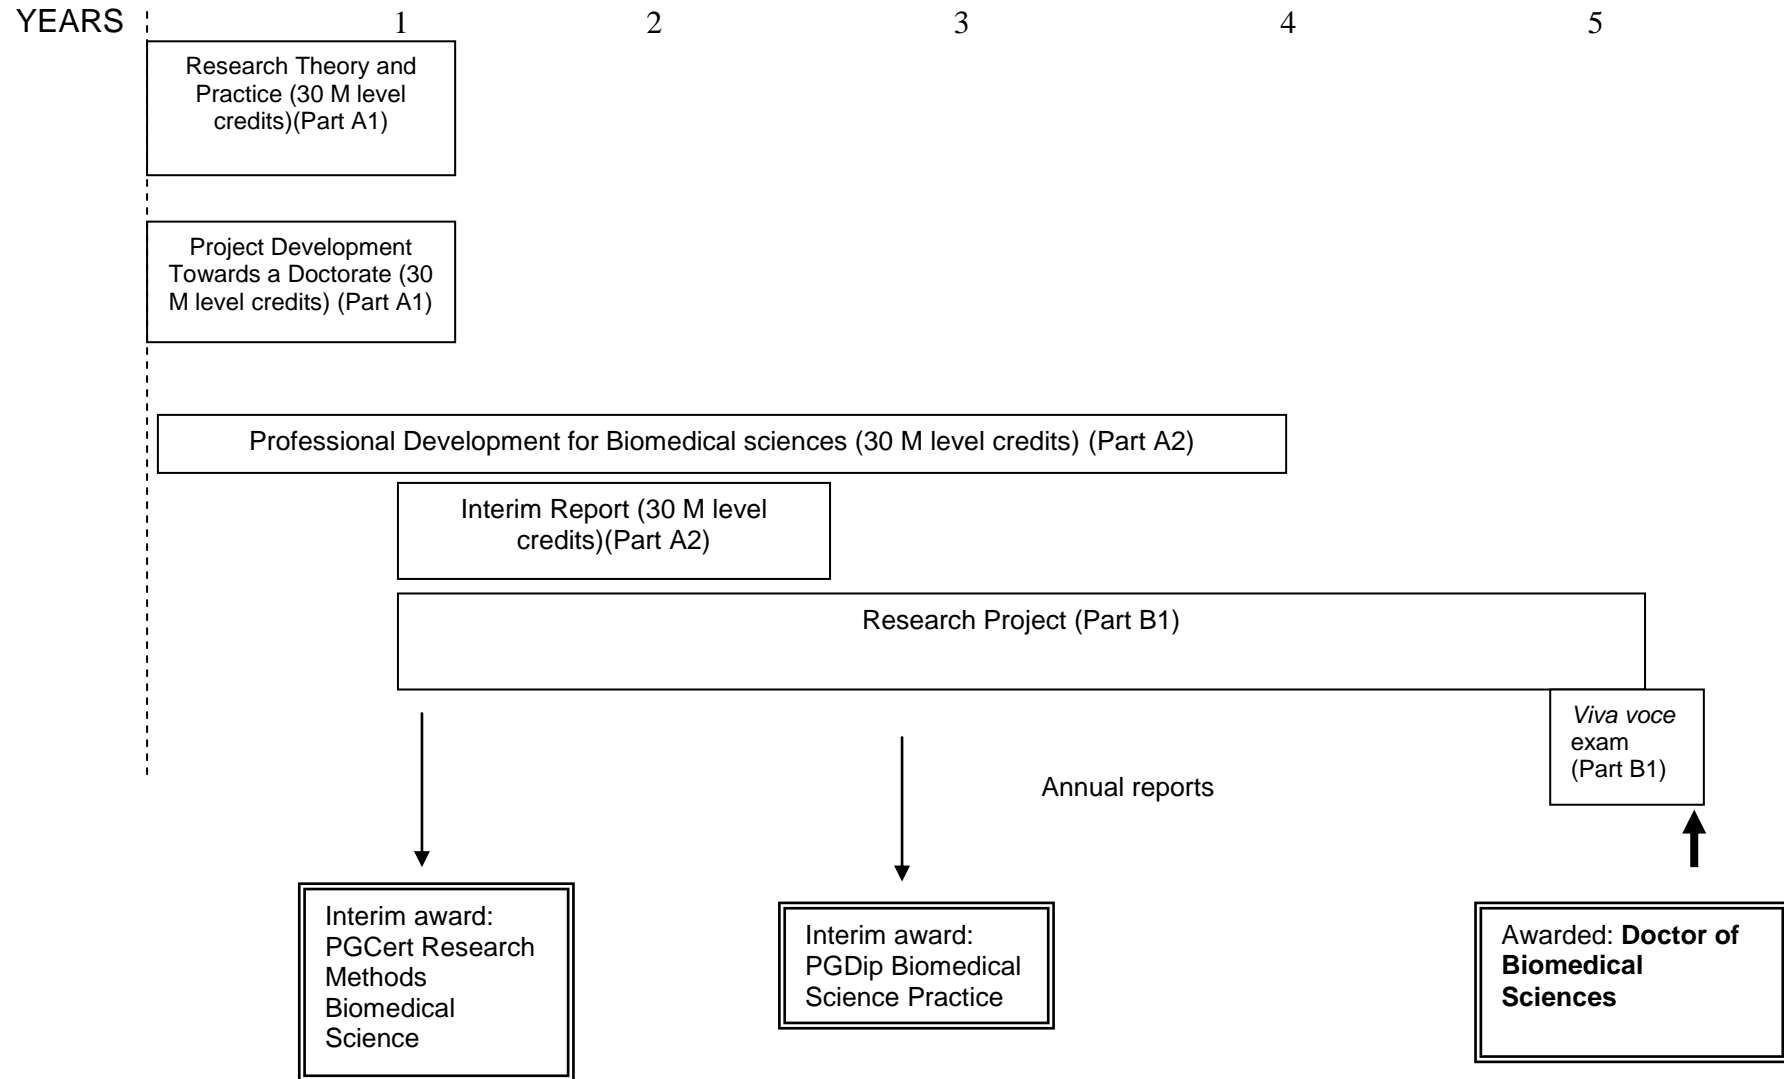 YEARS 1 2 3 4 5
Research Theory and
Practice (30 M level
credits)(Part A1)
Project Development
Towards a Doctorate (30
M level credits) (Part A1)
Professional Development for Biomedical sciences (30 M level credits) (Part A2)
Interim Report (30 M level
credits)(Part A2)
Research Project (Part B1)
Viva voce
exam
(Part B1)
Annual reports
Interim award:
PGCert Research
Methods
Biomedical
Science
Interim award:
PGDip Biomedical
Science Practice
Awarded: Doctor of
Biomedical
Sciences